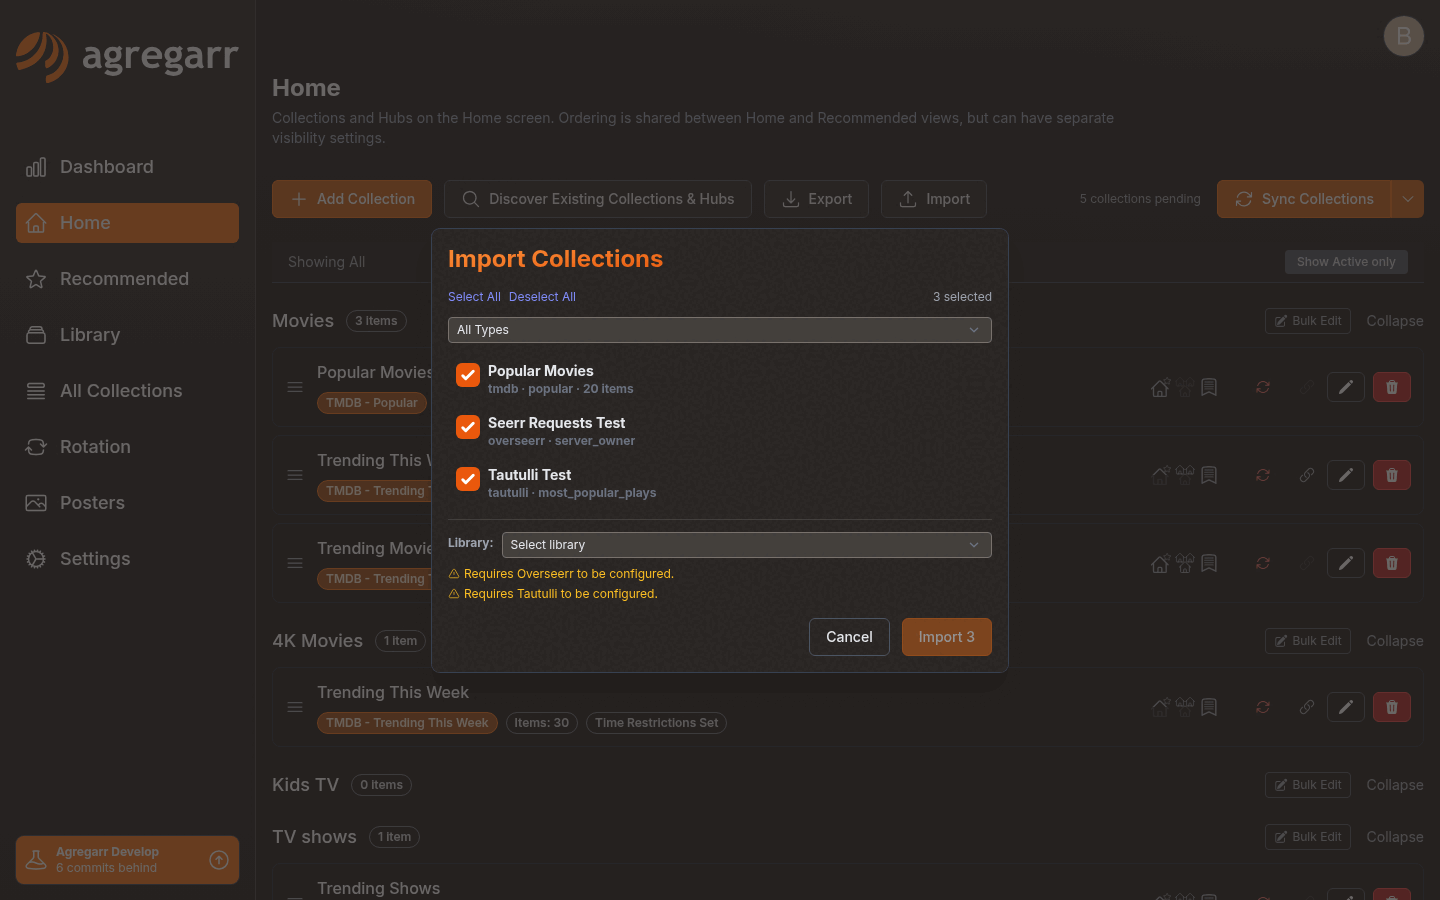 agregarr
B
Home
Collections and Hubs on the Home screen. Ordering is shared between Home and Recommended views, but can have separate
visibility settings.
Dashboard
Home
Recommended
Library
All Collections
Rotation
Posters
Settings
Agregarr Develop
6 commits behind
Add Collection
Discover Existing Collections & Hubs
Export
Import
5 collections pending
Sync Collections
Showing All
Show Active only
Movies
3 items
Bulk Edit
Collapse
Popular Movies
TMDB - Popular
Trending This
TMDB - Trending
Trending Movie
TMDB - Trending
Import Collections
Select All
Deselect All
3 selected
All Types
Popular Movies
tmdb · popular · 20 items
Seerr Requests Test
overseerr · server_owner
Tautulli Test
tautulli · most_popular_plays
Library:
Select library
Requires Overseerr to be configured.
Requires Tautulli to be configured.
Cancel
Import 3
4K Movies
1 item
Bulk Edit
Collapse
Trending This Week
TMDB - Trending This Week
Items: 30
Time Restrictions Set
Kids TV
0 items
Bulk Edit
Collapse
TV shows
1 item
Bulk Edit
Collapse
Trending Shows